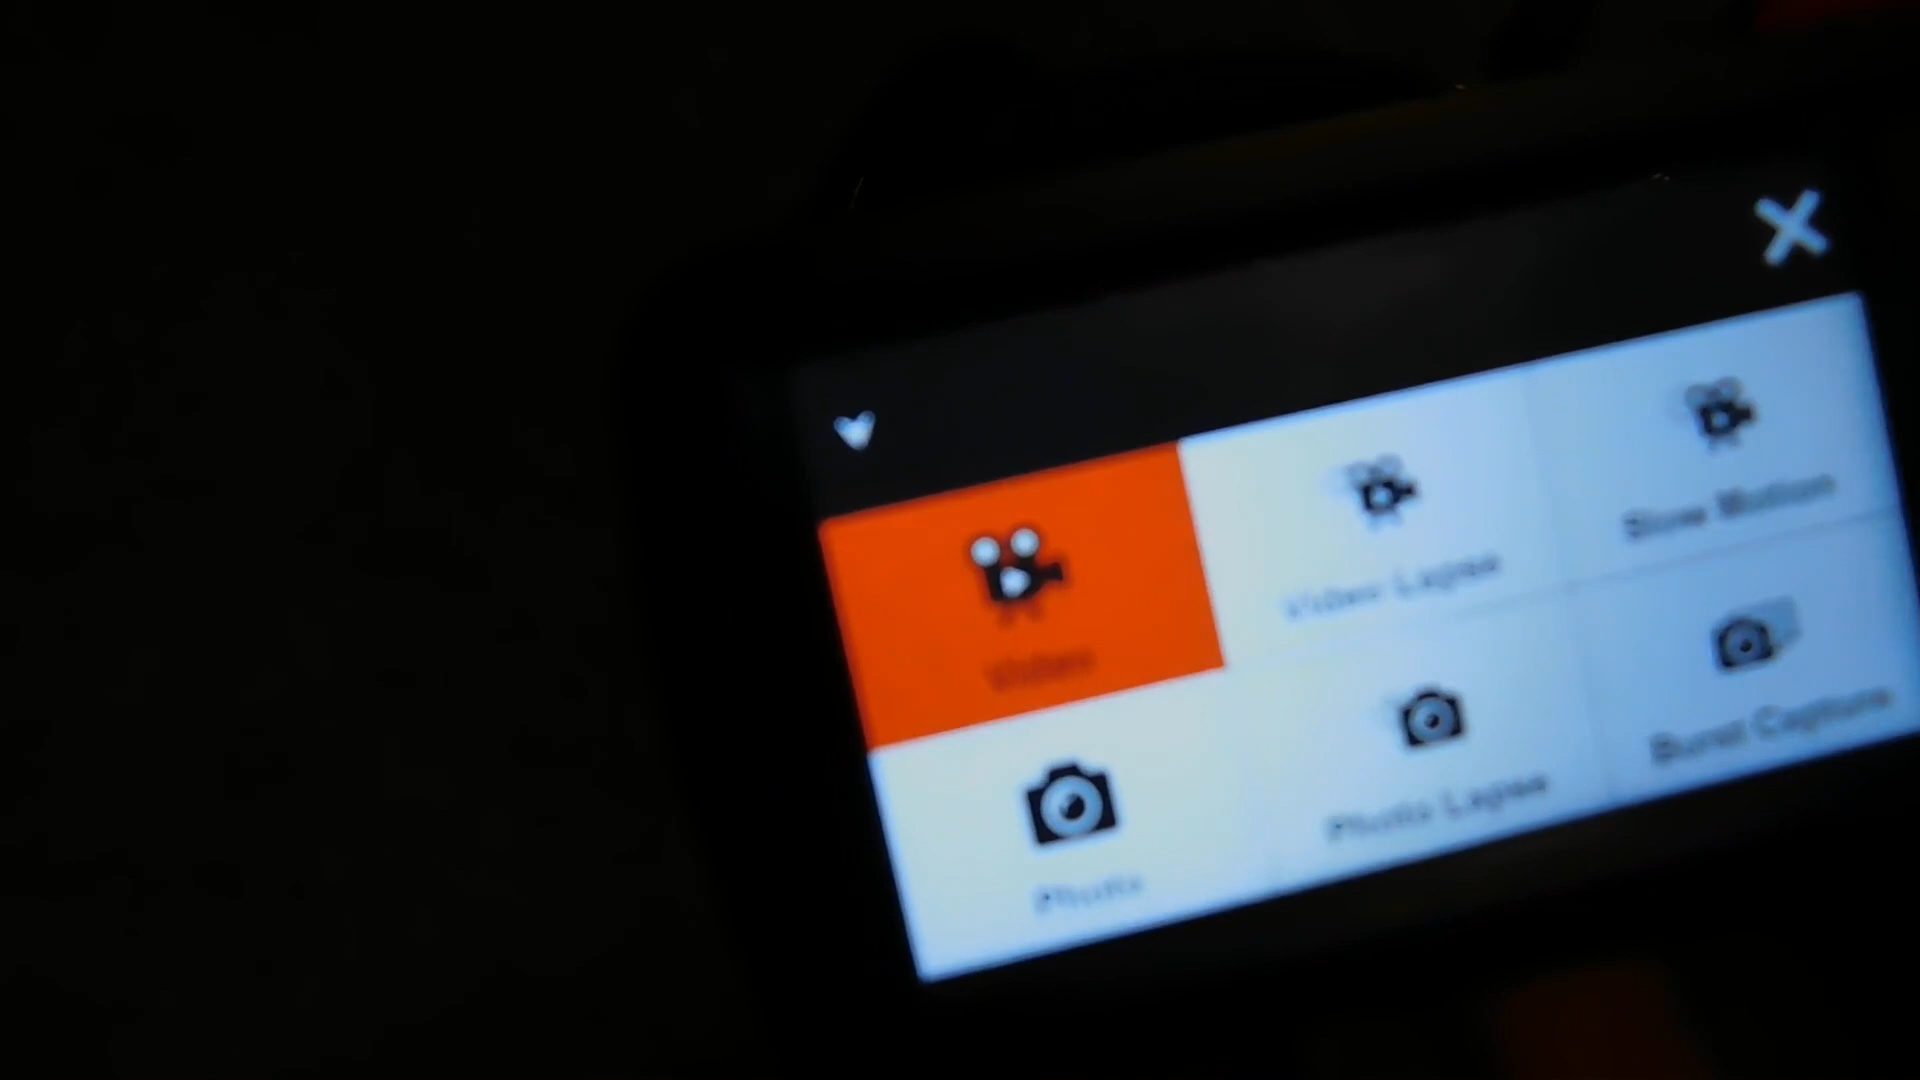 Video
Video Lapse
Slow Motion
Photo
Photo Lapse
Burst Capture